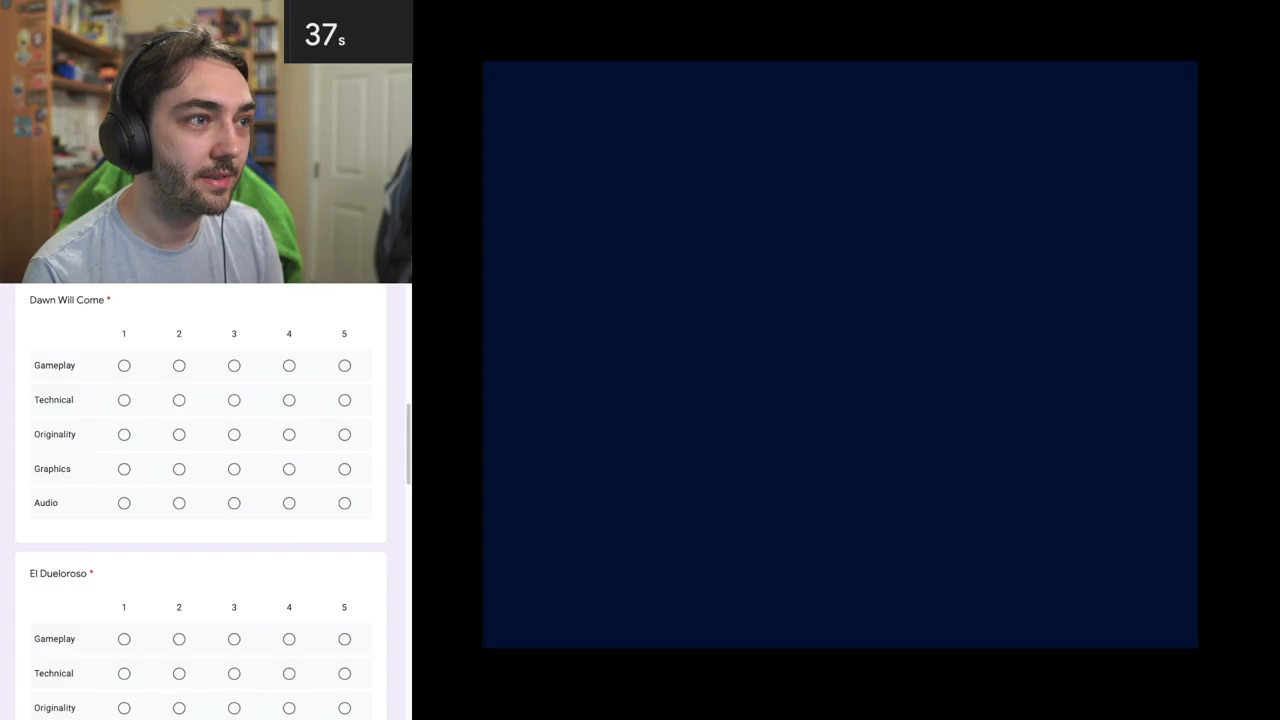 37s
Dawn Will Come *
1 2 3 4 5
Gameplay
Technical
Originality
Graphics
Audio
El Dueloroso *
1 2 3 4 5
Gameplay
Technical
Originality